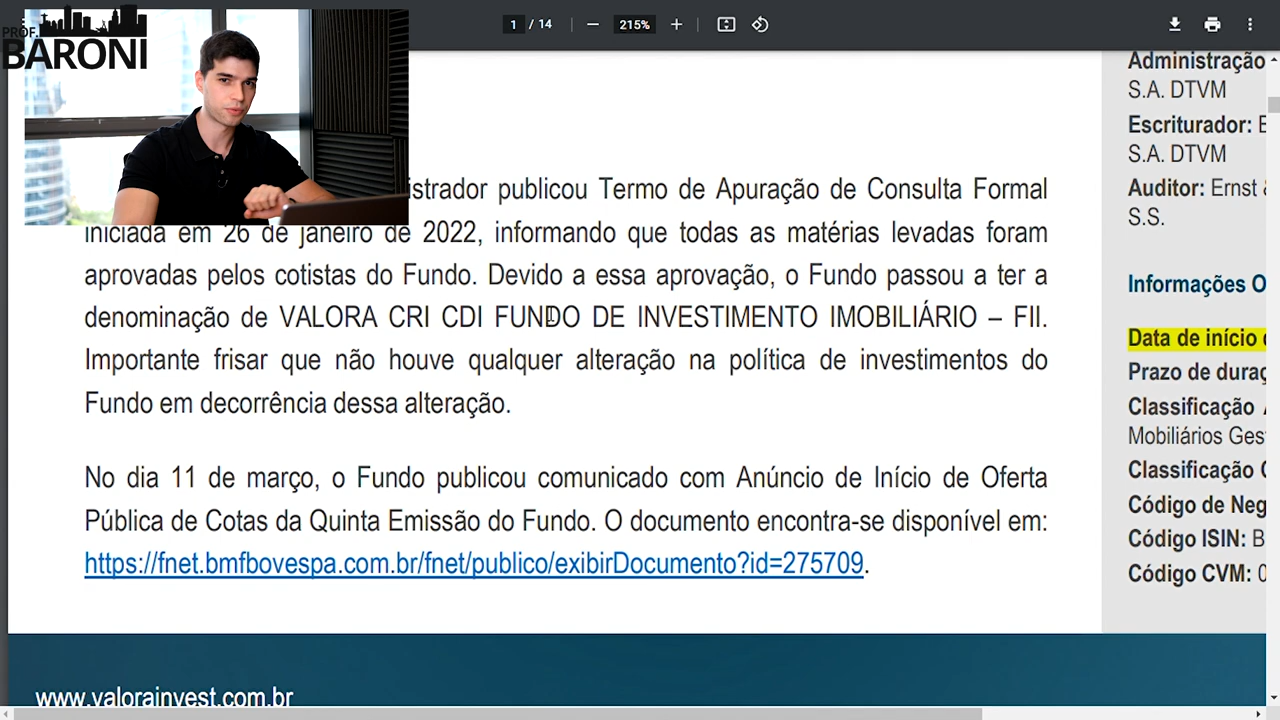 PROF.
BARONI
1 / 14
215%
Administração
S.A. DTVM
Escriturador:
S.A. DTVM
Auditor: Ernst
S.S.
istrador publicou Termo de Apuração de Consulta Formal
iniciada em 26 de janeiro de 2022, informando que todas as matérias levadas foram
aprovadas pelos cotistas do Fundo. Devido a essa aprovação, o Fundo passou a ter a
denominação de VALORA CRI CDI FUNDO DE INVESTIMENTO IMOBILIÁRIO – FII.
Importante frisar que não houve qualquer alteração na política de investimentos do
Fundo em decorrência dessa alteração.
No dia 11 de março, o Fundo publicou comunicado com Anúncio de Início de Oferta
Pública de Cotas da Quinta Emissão do Fundo. O documento encontra-se disponível em:
https://fnet.bmfbovespa.com.br/fnet/publico/exibirDocumento?id=275709.
Informações O
Data de início
Prazo de dura
Classificação
Mobiliários Ges
Classificação
Código de Neg
Código ISIN: B
Código CVM: 0
www.valorainvest.com.br